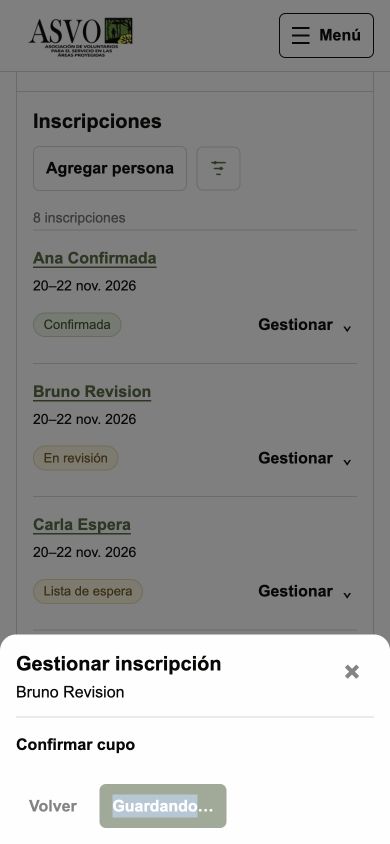 ASVO
ASOCIACIÓN DE VOLUNTARIOS
PARA EL SERVICIO EN LAS
ÁREAS PROTEGIDAS
Menú
Inscripciones
Agregar persona
8 inscripciones
Ana Confirmada
20–22 nov. 2026
Confirmada
Gestionar
Bruno Revision
20–22 nov. 2026
En revisión
Gestionar
Carla Espera
20–22 nov. 2026
Lista de espera
Gestionar
Gestionar inscripción
Bruno Revision
Confirmar cupo
Volver
Guardando…